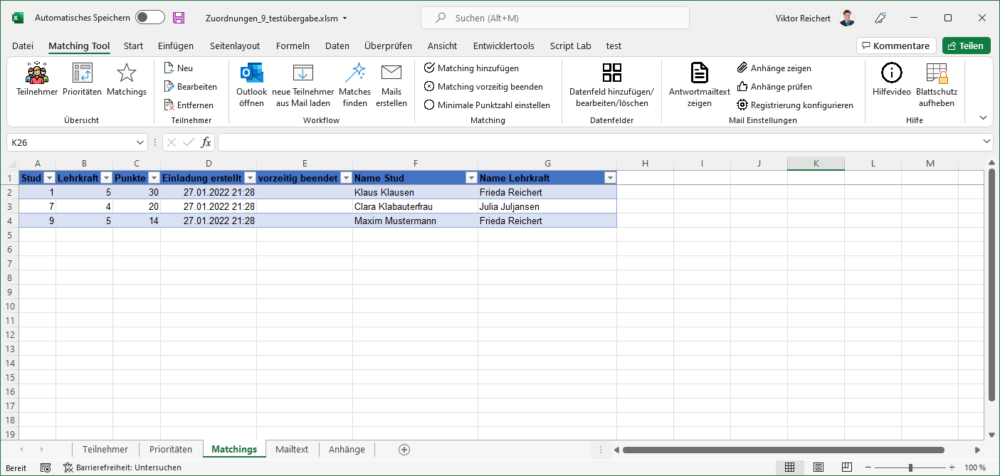 Automatisches Speichern Zuordnungen_9_testübergabe.xlsm Suchen (Alt+M) Viktor Reichert
Datei Matching Tool Start Einfügen Seitenlayout Formeln Daten Überprüfen Ansicht Entwicklertools Script Lab test Kommentare Teilen
Teilnehmer Prioritäten Matchings
Übersicht
Neu
Bearbeiten
Entfernen
Teilnehmer
Outlook öffnen
neue Teilnehmer aus Mail laden
Matches finden
Mails erstellen
Workflow
Matching hinzufügen
Matching vorzeitig beenden
Minimale Punktzahl einstellen
Matching
Datenfeld hinzufügen/
bearbeiten/löschen
Datenfelder
Antwortmailtext
zeigen
Anhänge zeigen
Anhänge prüfen
Registrierung konfigurieren
Mail Einstellungen
Hilfevideo
Blattschutz
aufheben
Hilfe
K26 fx
A B C D E F G H I J K L M
1 Stud Lehrkraft Punkte Einladung erstellt vorzeitig beendet Name Stud Name Lehrkraft
2 1 5 30 27.01.2022 21:28 Klaus Klausen Frieda Reichert
3 7 4 20 27.01.2022 21:28 Clara Klabauterfrau Julia Juljansen
4 9 5 14 27.01.2022 21:28 Maxim Mustermann Frieda Reichert
5
6
7
8
9
10
11
12
13
14
15
16
17
18
19
Teilnehmer Prioritäten Matchings Mailtext Anhänge
Bereit Barrierefreiheit: Untersuchen 100 %